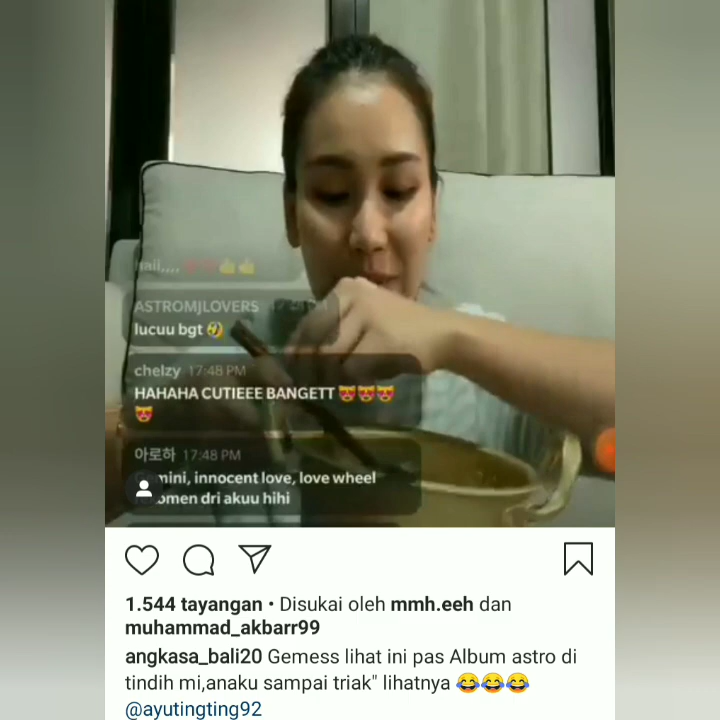 haii,,,, 👍👍
ASTROMJLOVERS
lucuu bgt 🤣
chelzy 17:48 PM
HAHAHA CUTIEEE BANGETT 😻😻😻
😻
아로하 17:48 PM
mini, innocent love, love wheel
omen dri akuu hihi
1.544 tayangan • Disukai oleh mmh.eeh dan
muhammad_akbarr99
angkasa_bali20 Gemess lihat ini pas Album astro di
tindih mi,anaku sampai triak" lihatnya 😂😂😂
@ayutingting92